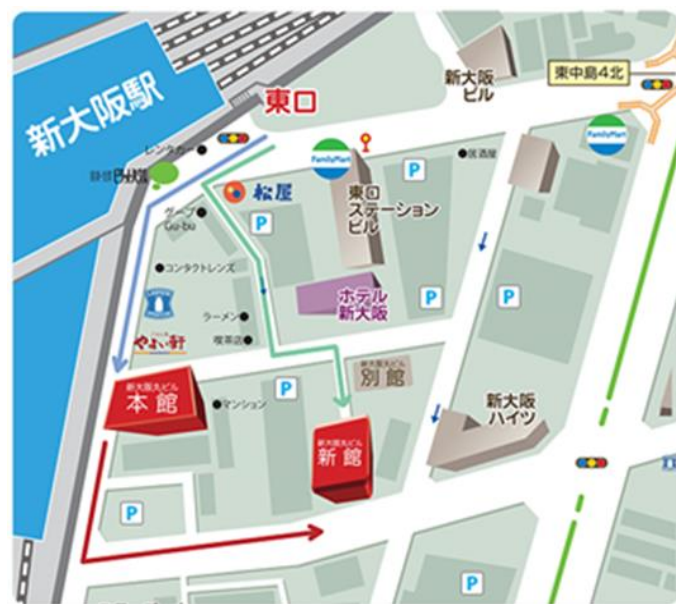 新大阪駅
東口
新大阪
ビル
東中島4北
レンタカー
FamilyMart
FamilyMart
居酒屋
松屋
P
東口
ステーション
ビル
P
グーブ
Gu-bu
P
コンタクトレンズ
ホテル
新大阪
P
P
ラーメン
やよい軒
喫茶店
新大阪丸ビル
別館
新大阪丸ビル
本館
P
マンション
新大阪
ハイツ
新大阪丸ビル
新館
P
P